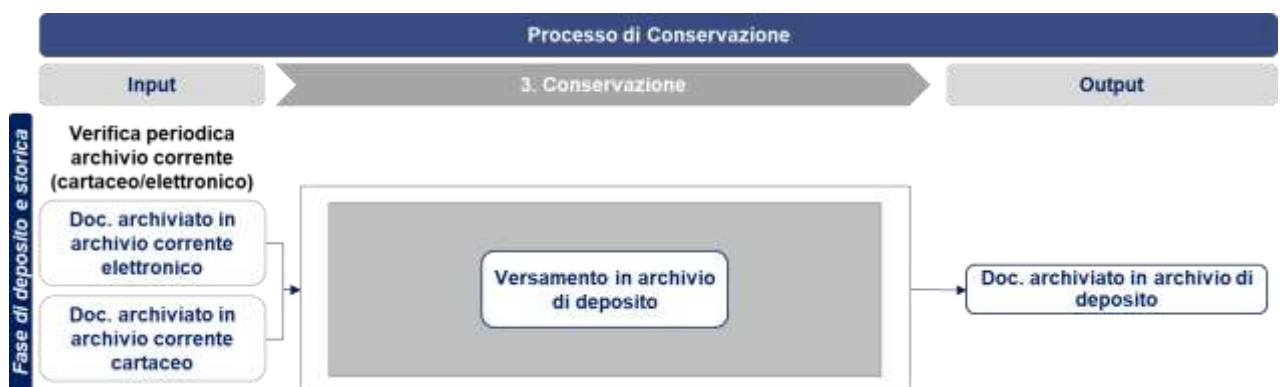 Processo di Conservazione
Input
3. Conservazione
Output
Fase di deposito e storica
Verifica periodica
archivio corrente
(cartaceo/elettronico)
Doc. archiviato in
archivio corrente
elettronico
Doc. archiviato in
archivio corrente
cartaceo
Versamento in archivio
di deposito
Doc. archiviato in archivio di
deposito